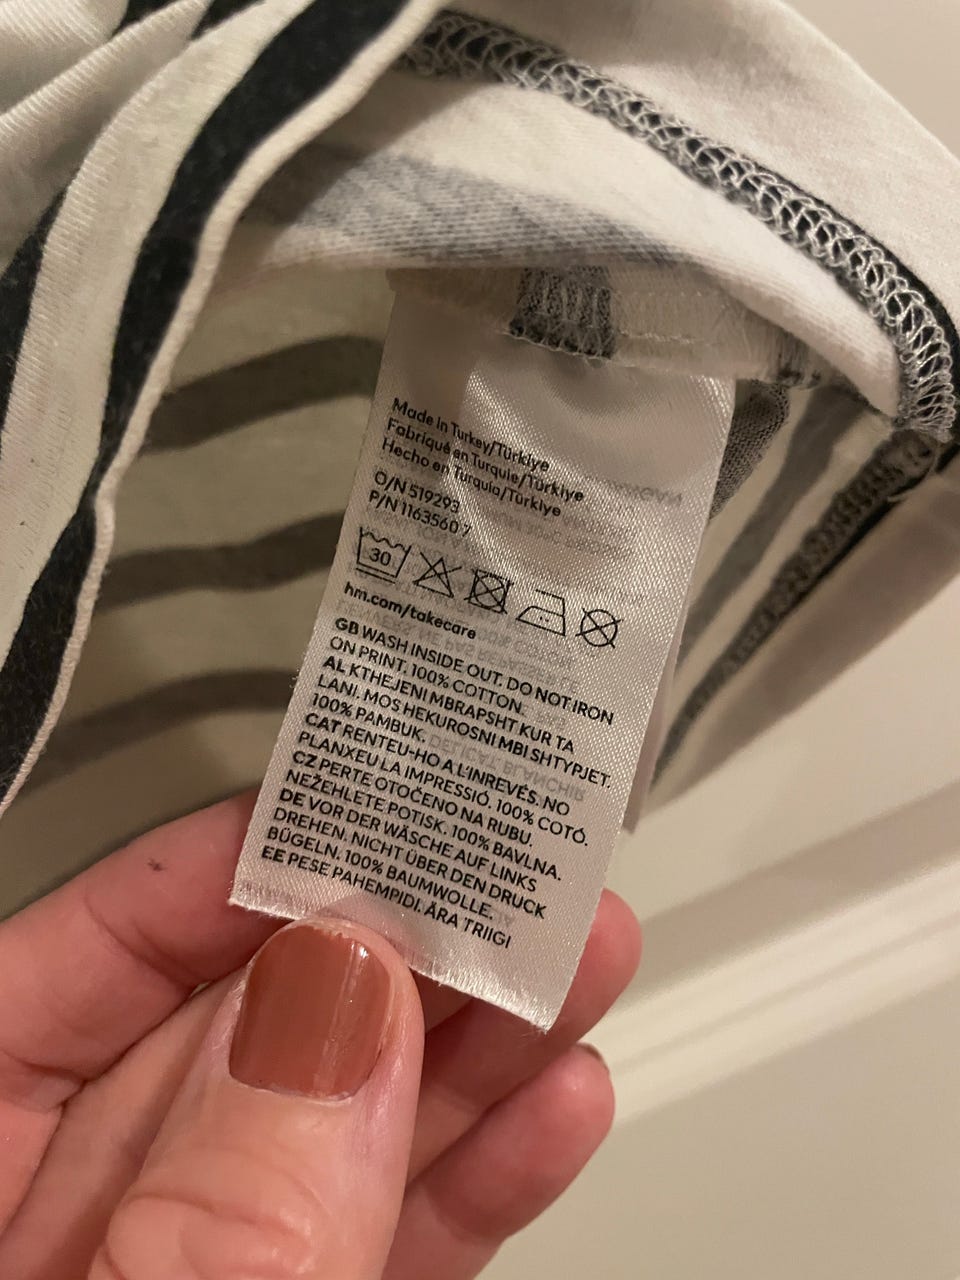 Made in Turkey/Türkiye
Fabriqué en Turquie/Türkiye
Hecho en Turquía/Türkiye
O/N 519293
P/N 1163560 7
30
hm.com/takecare
GB WASH INSIDE OUT. DO NOT IRON
ON PRINT. 100% COTTON.
AL KTHEJENI MBRAPSHT KUR TA
LANI. MOS HEKUROSNI MBI SHTYPJET.
100% PAMBUK.
CAT RENTEU-HO A L'INREVÉS. NO
PLANXEU LA IMPRESSIÓ. 100% COTÓ.
CZ PERTE OTOČENO NA RUBU.
NEŽEHLETE POTISK. 100% BAVLNA.
DE VOR DER WÄSCHE AUF LINKS
DREHEN. NICHT ÜBER DEN DRUCK
BÜGELN. 100% BAUMWOLLE.
EE PESE PAHEMPIDI. ÄRA TRIIGI